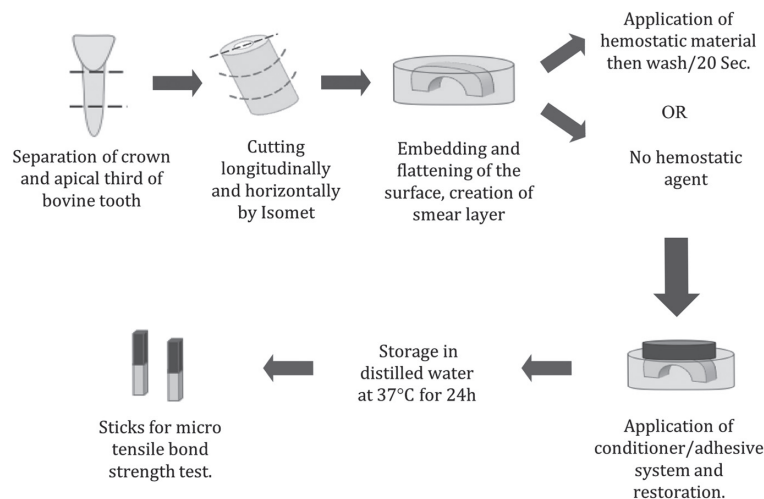 Separation of crown
and apical third of
bovine tooth
Cutting
longitudinally
and horizontally
by Isomet
Embedding and
flattening of the
surface, creation of
smear layer
Application of
hemostatic material
then wash/20 Sec.
OR
No hemostatic
agent
Application of
conditioner/adhesive
system and
restoration.
Storage in
distilled water
at 37°C for 24h
Sticks for micro
tensile bond
strength test.